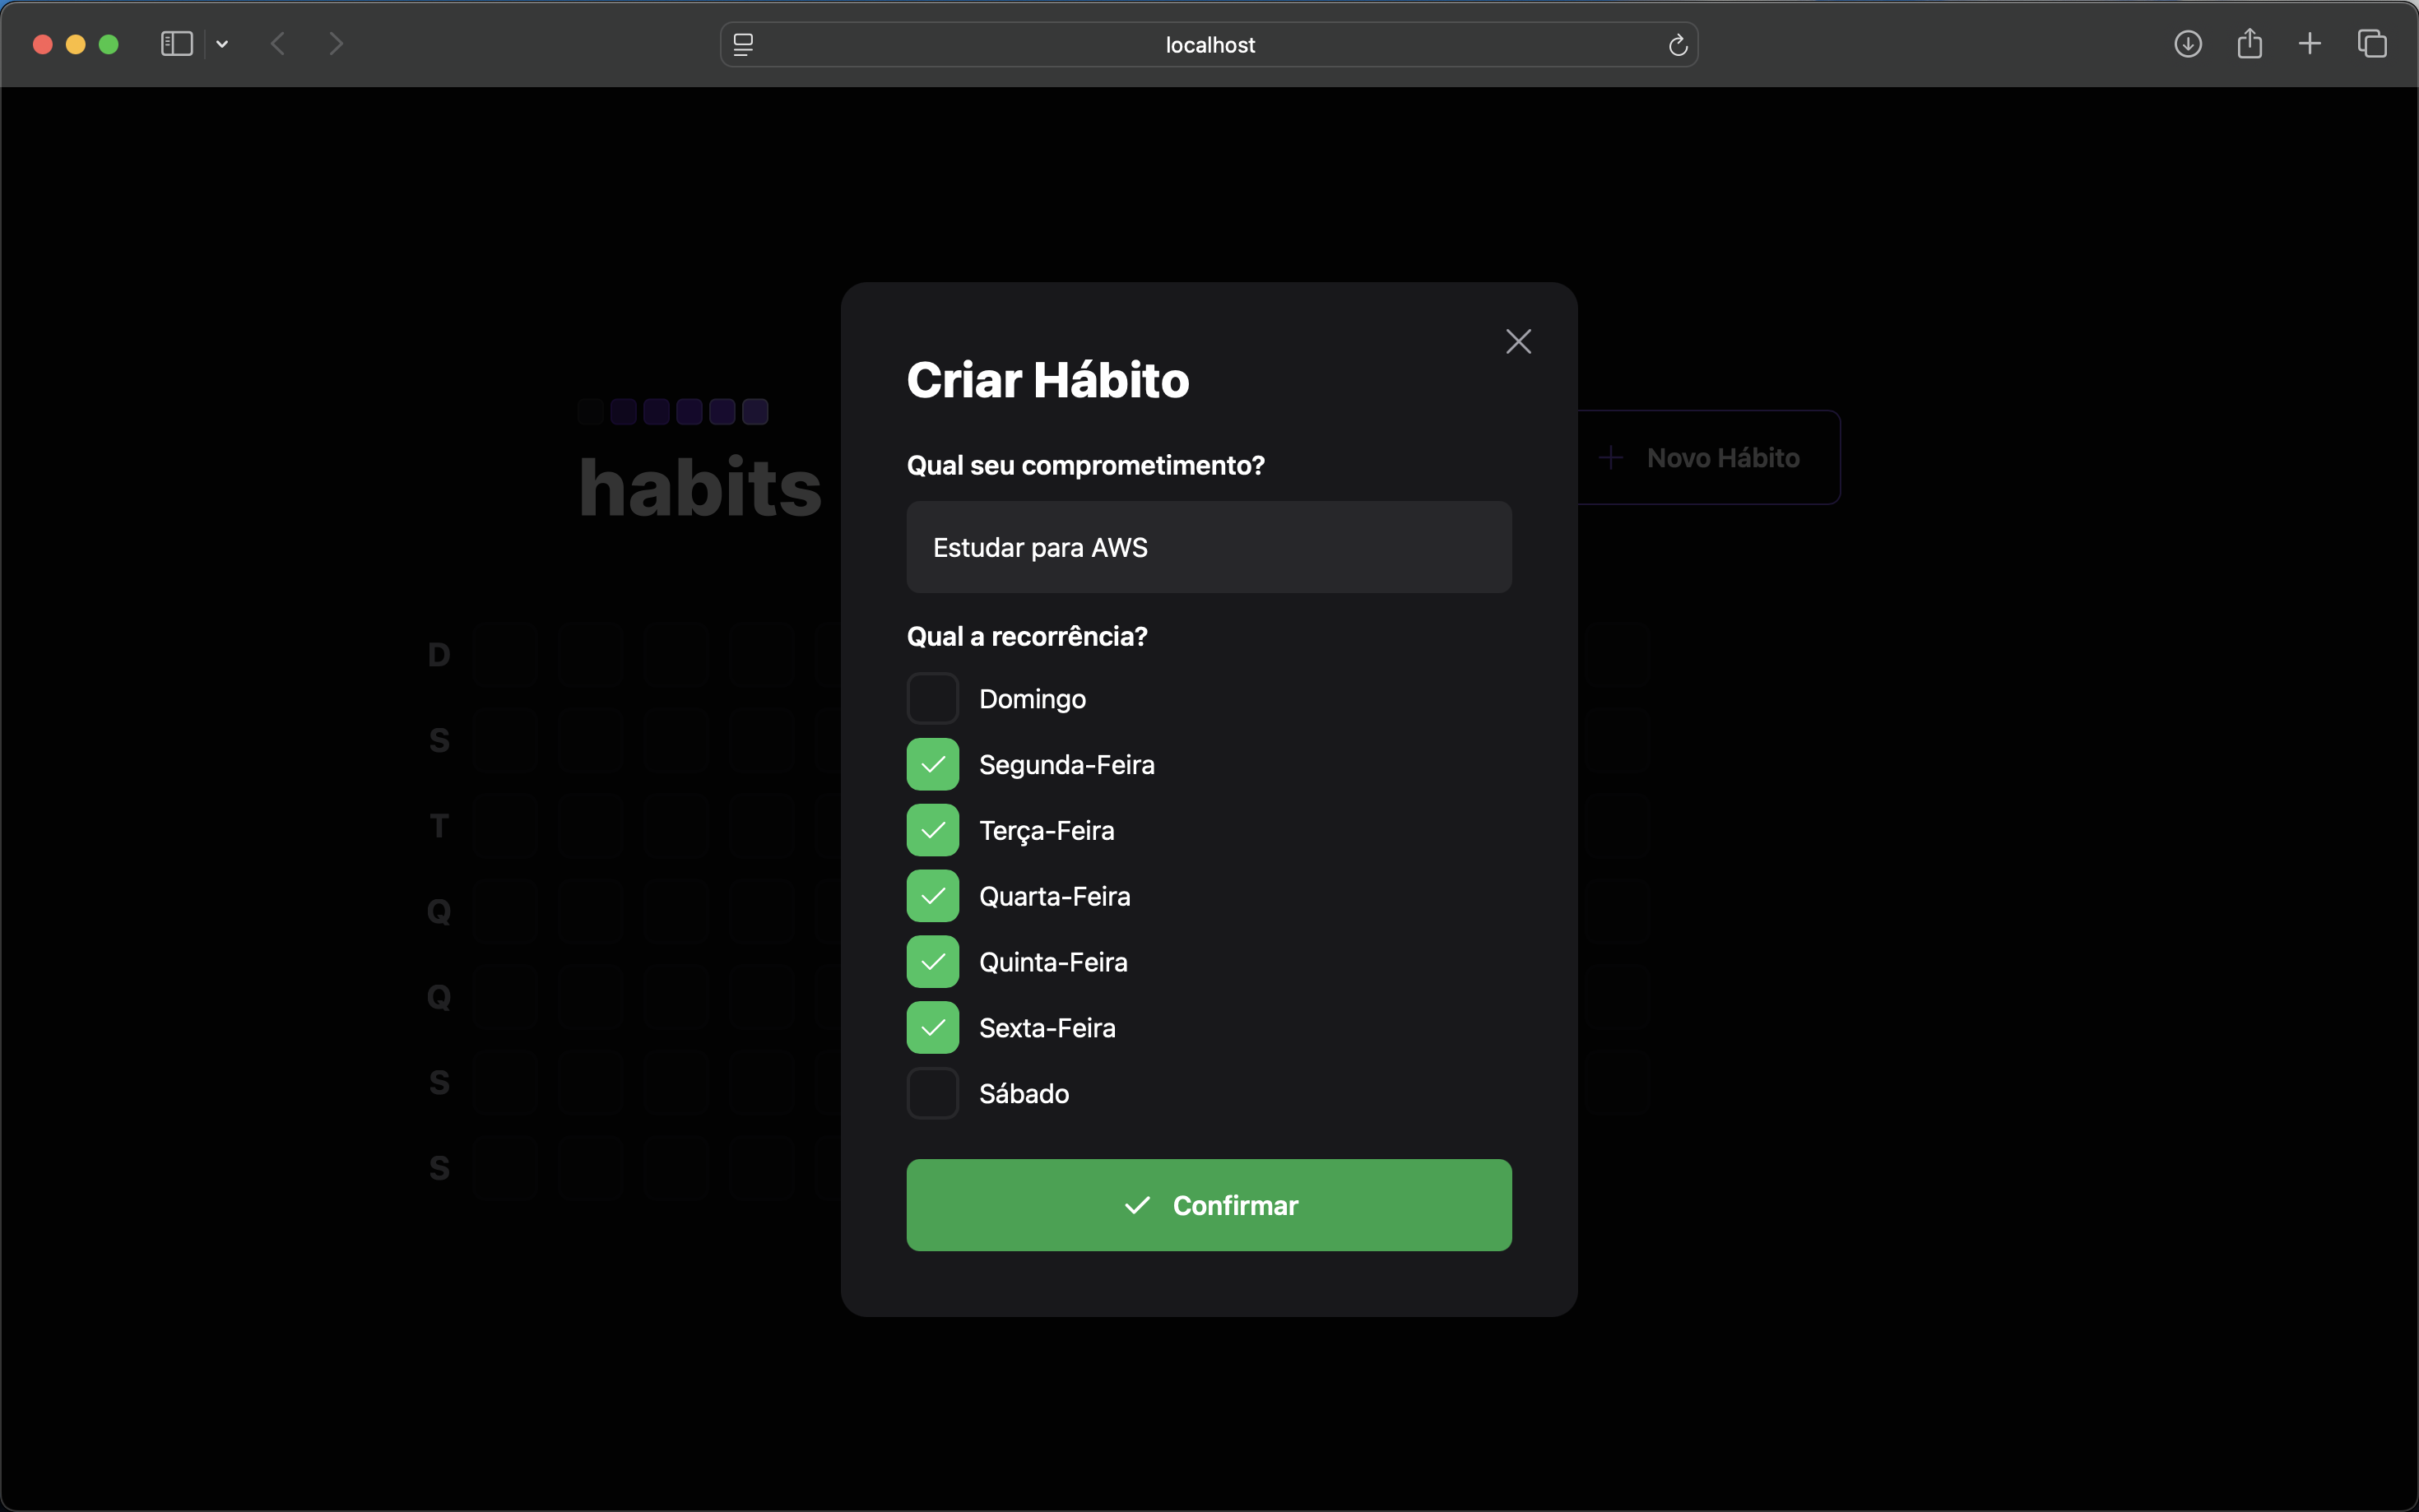 localhost
habits
Novo Hábito
D
S
T
Q
Q
S
S
Criar Hábito
Qual seu comprometimento?
Estudar para AWS
Qual a recorrência?
Domingo
Segunda-Feira
Terça-Feira
Quarta-Feira
Quinta-Feira
Sexta-Feira
Sábado
Confirmar